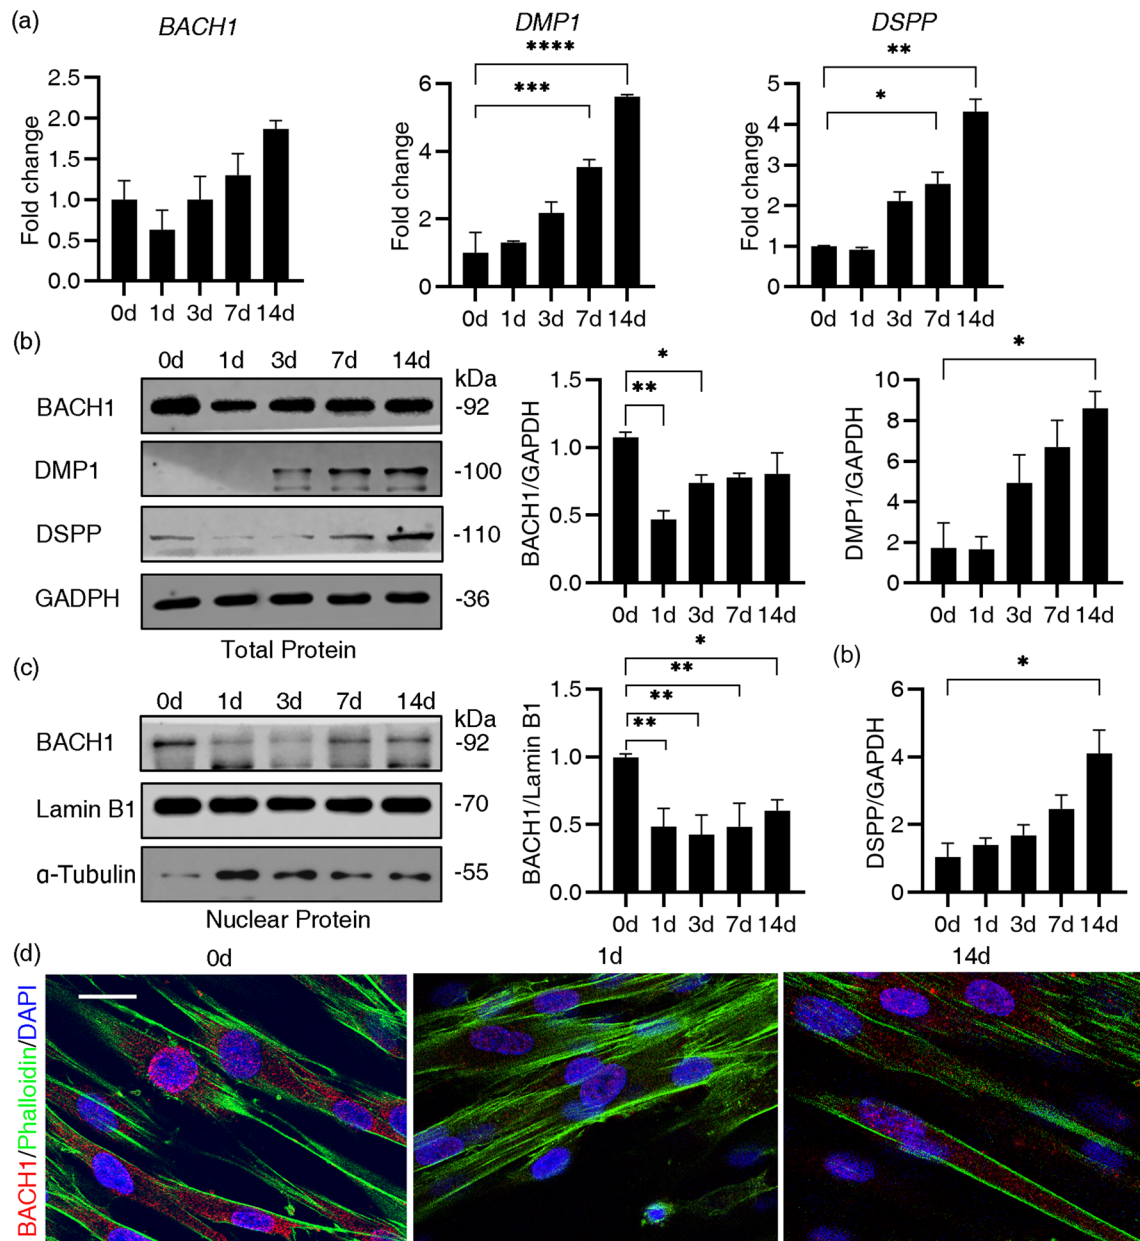 (a)
BACH1
DMP1
DSPP
Fold change
2.5
2.0
1.5
1.0
0.5
0.0
0d 1d 3d 7d 14d
****
***
Fold change
6
4
2
0
0d 1d 3d 7d 14d
**
*
Fold change
5
4
3
2
1
0
0d 1d 3d 7d 14d
(b)
0d 1d 3d 7d 14d
kDa
BACH1 -92
DMP1 -100
DSPP -110
GADPH -36
Total Protein
*
**
BACH1/GAPDH
1.5
1.0
0.5
0.0
0d 1d 3d 7d 14d
*
DMP1/GAPDH
10
8
6
4
2
0
0d 1d 3d 7d 14d
(c)
0d 1d 3d 7d 14d
kDa
BACH1 -92
Lamin B1 -70
α-Tubulin -55
Nuclear Protein
*
**
**
**
BACH1/Lamin B1
1.5
1.0
0.5
0.0
0d 1d 3d 7d 14d
(b)
*
DSPP/GAPDH
6
4
2
0
0d 1d 3d 7d 14d
(d)
0d 1d 14d
BACH1/Phalloidin/DAPI